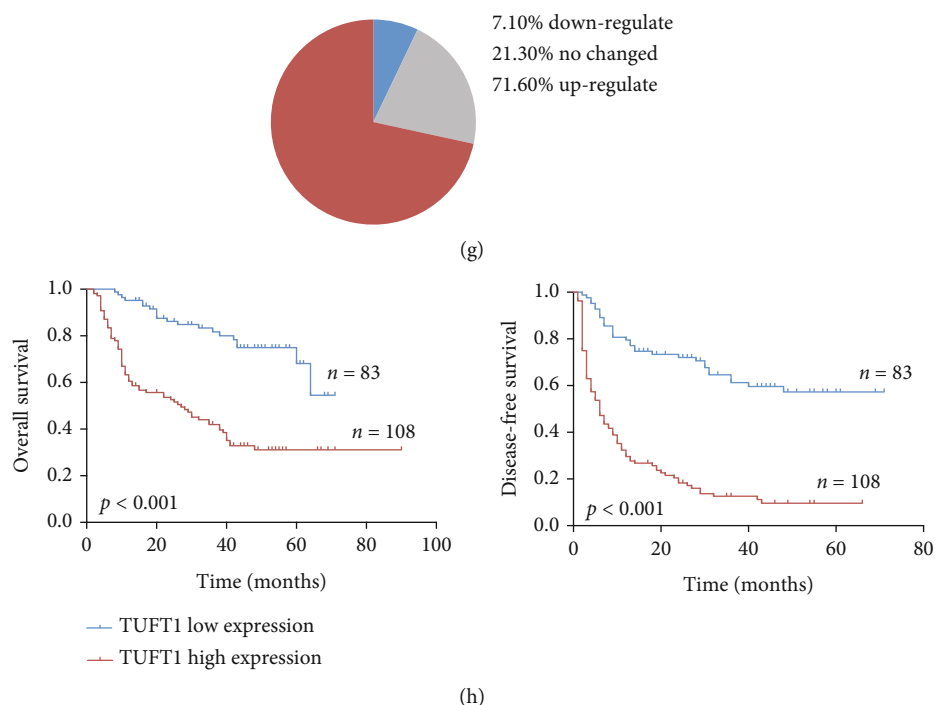 7.10% down-regulate
21.30% no changed
71.60% up-regulate
(g)
Overall survival
1.0
0.8
0.6
0.4
0.2
0.0
n = 83
n = 108
p < 0.001
0 20 40 60 80 100
Time (months)
Disease-free survival
1.0
0.8
0.6
0.4
0.2
0.0
n = 83
n = 108
p < 0.001
0 20 40 60 80
Time (months)
TUFT1 low expression
TUFT1 high expression
(h)